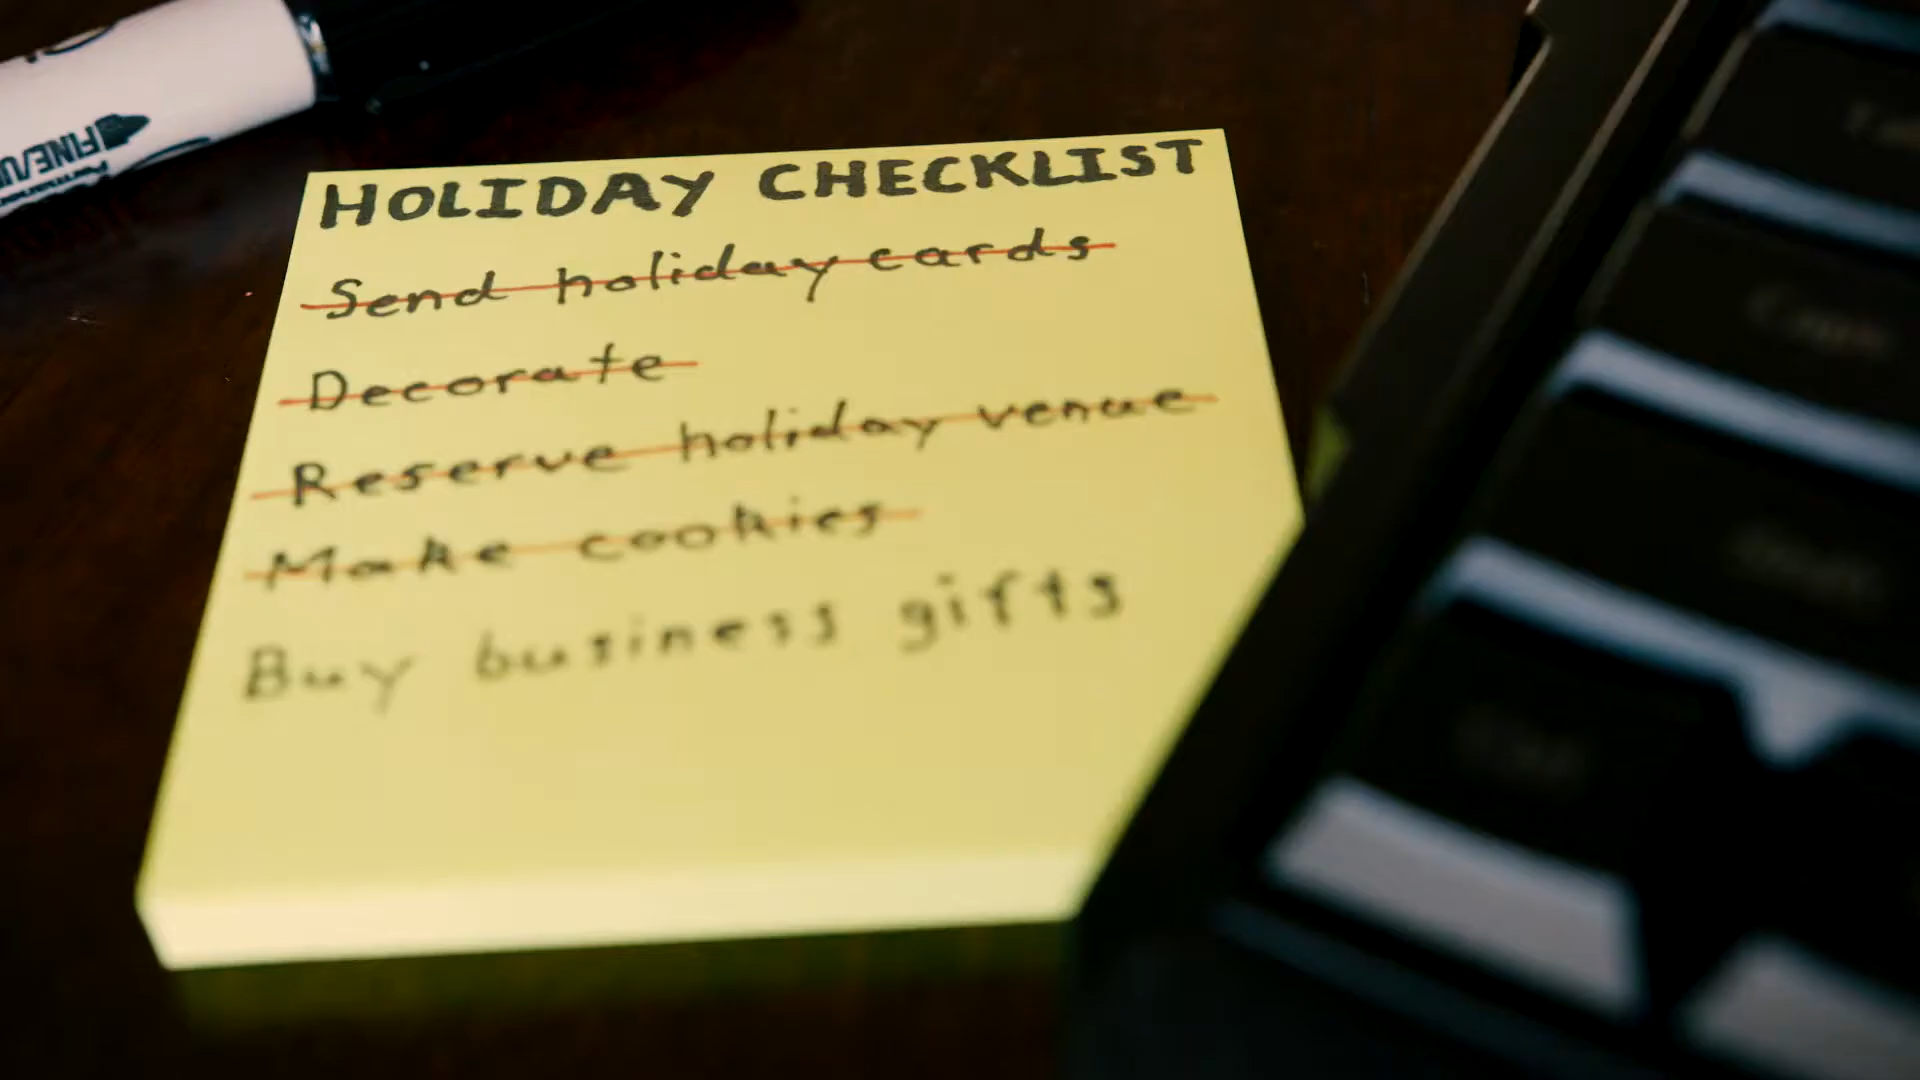 HOLIDAY CHECKLIST
Send holiday cards
Decorate
Reserve holiday venue
Make cookies
Buy business gifts
FINE/